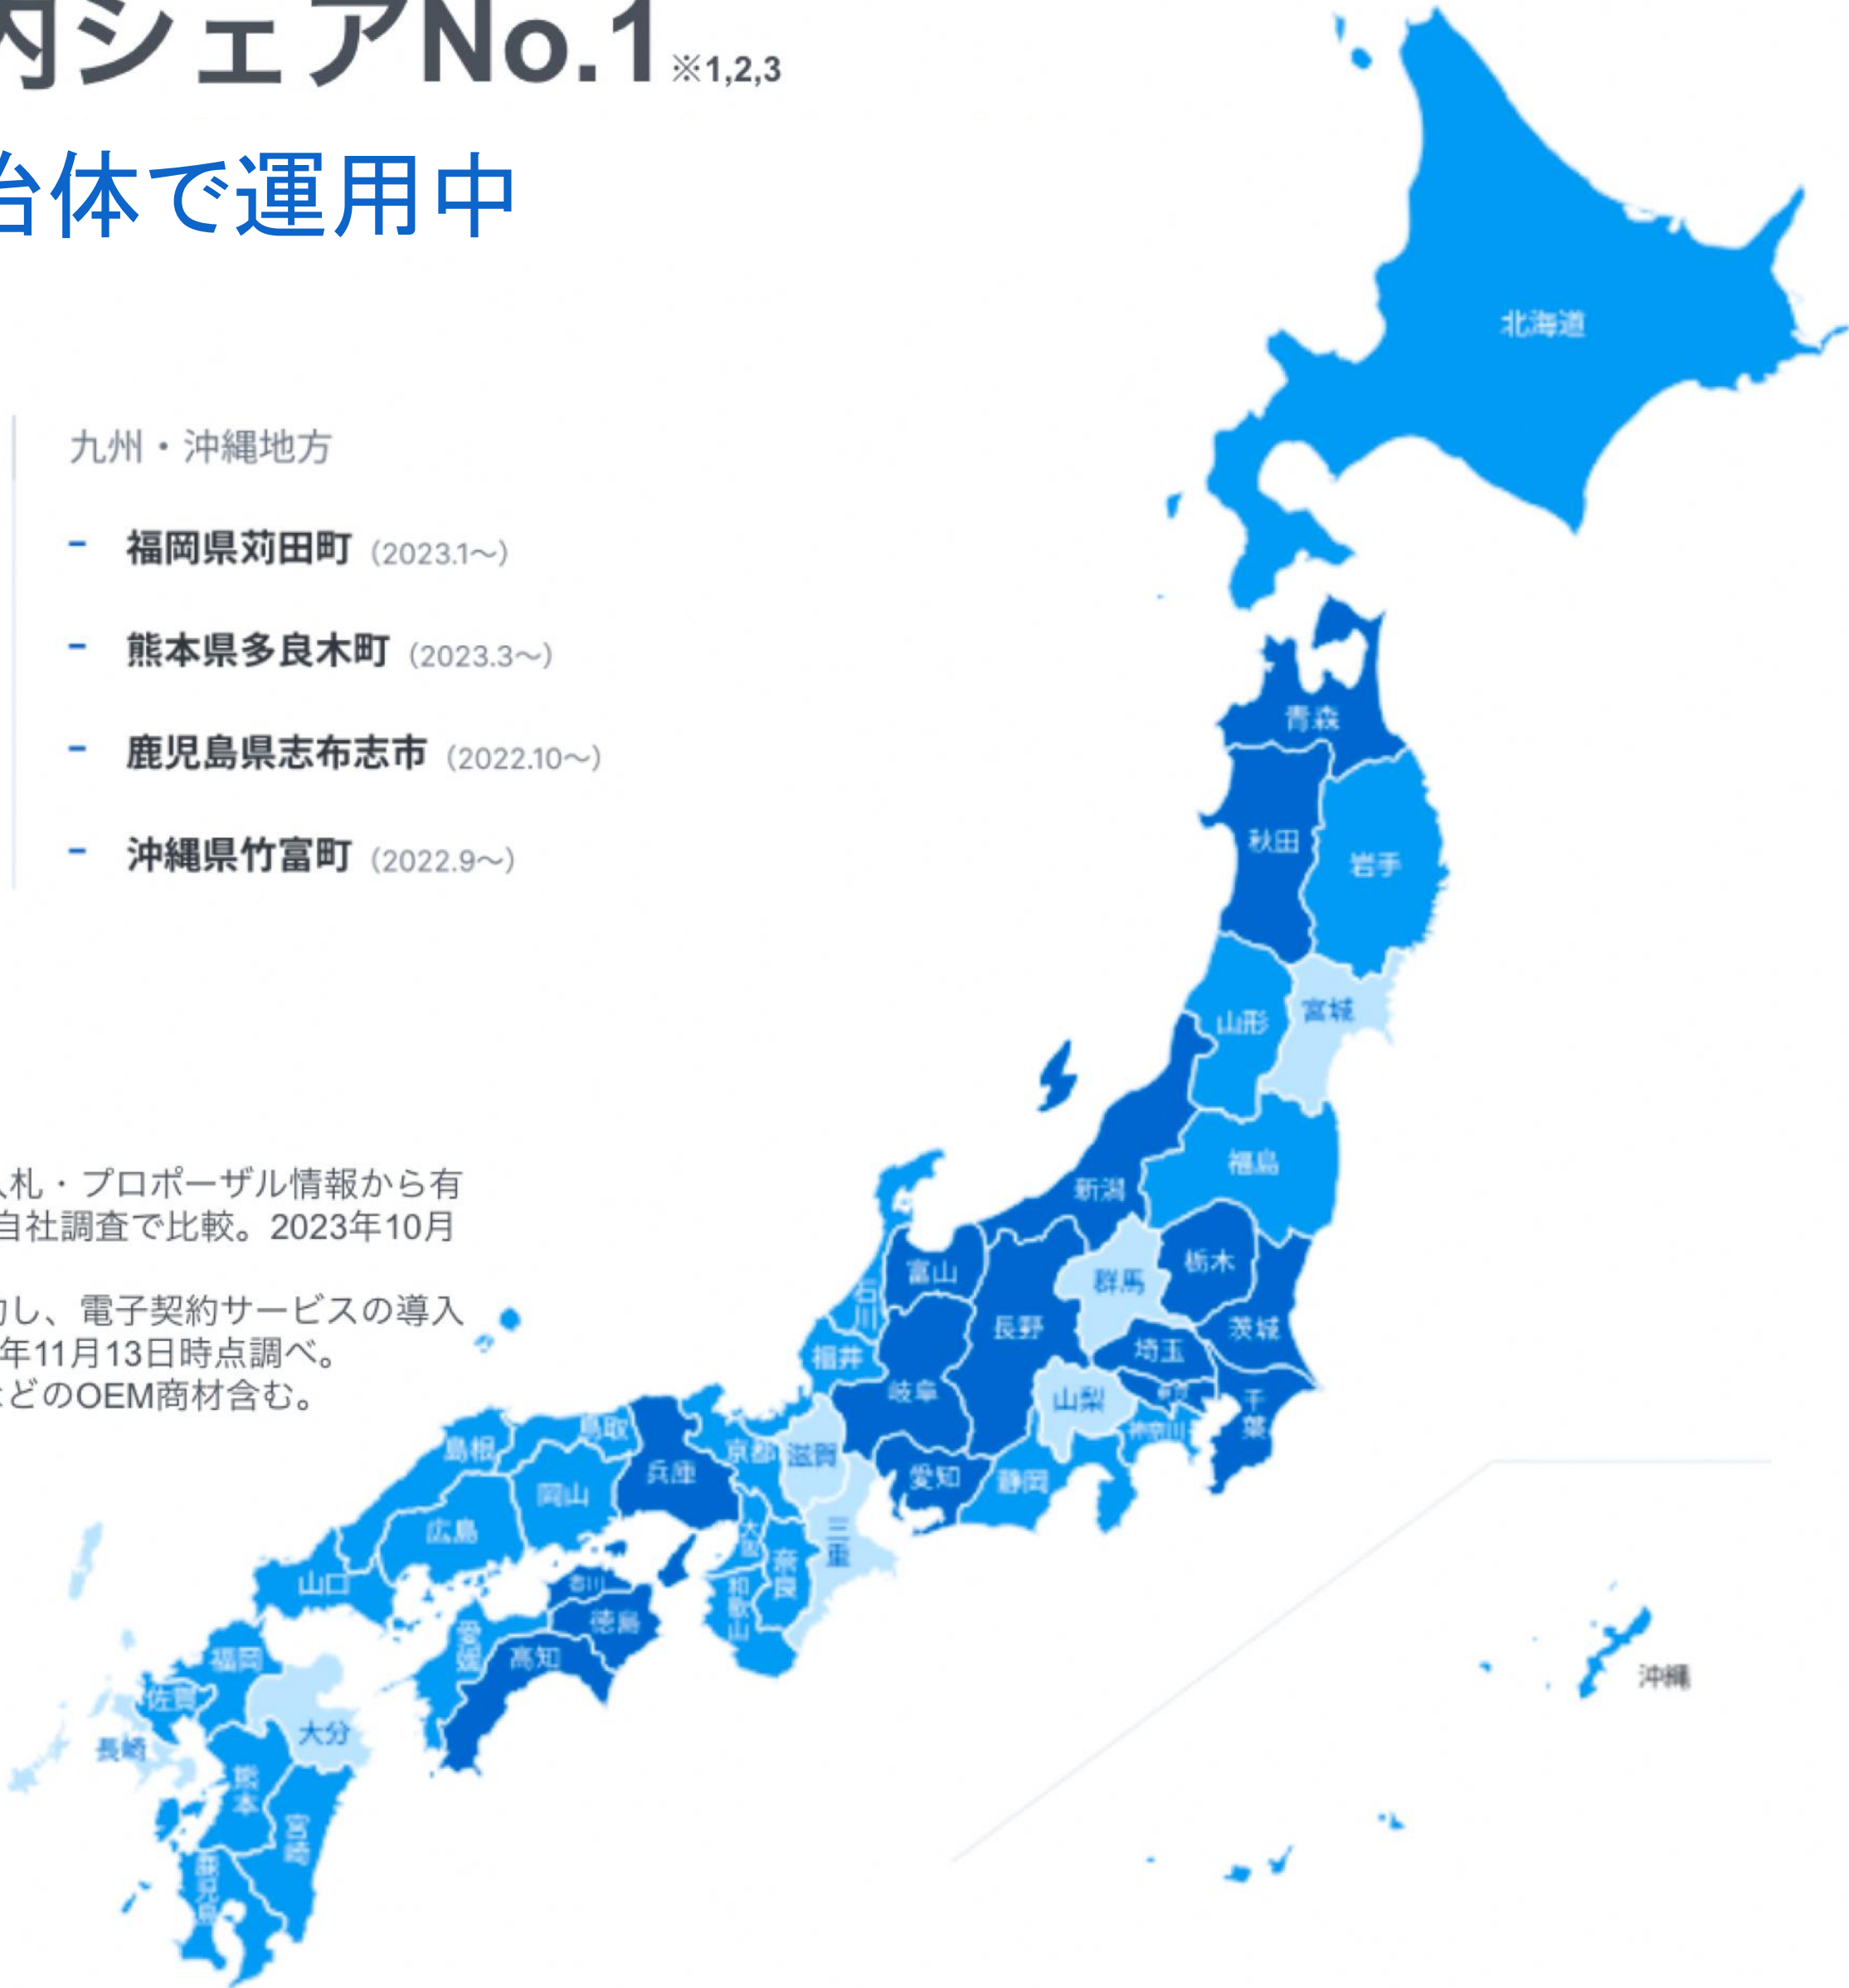 内シェアNo.1 ※1,2,3
治体で運用中
九州・沖縄地方
- 福岡県苅田町 (2023.1〜)
- 熊本県多良木町 (2023.3〜)
- 鹿児島県志布志市 (2022.10〜)
- 沖縄県竹富町 (2022.9〜)
入札・プロポーザル情報から有
自社調査で比較。2023年10月
し、電子契約サービスの導入
年11月13日時点調べ。
どのOEM商材含む。
北海道
青森
秋田
岩手
山形
宮城
新潟
福島
富山
石川
群馬
栃木
長野
茨城
埼玉
福井
岐阜
山梨
千葉
神奈川
島根
鳥取
京都
滋賀
兵庫
愛知
静岡
岡山
広島
大阪
三重
奈良
山口
香川
和歌山
徳島
愛媛
高知
福岡
佐賀
大分
長崎
熊本
宮崎
鹿児島
沖縄